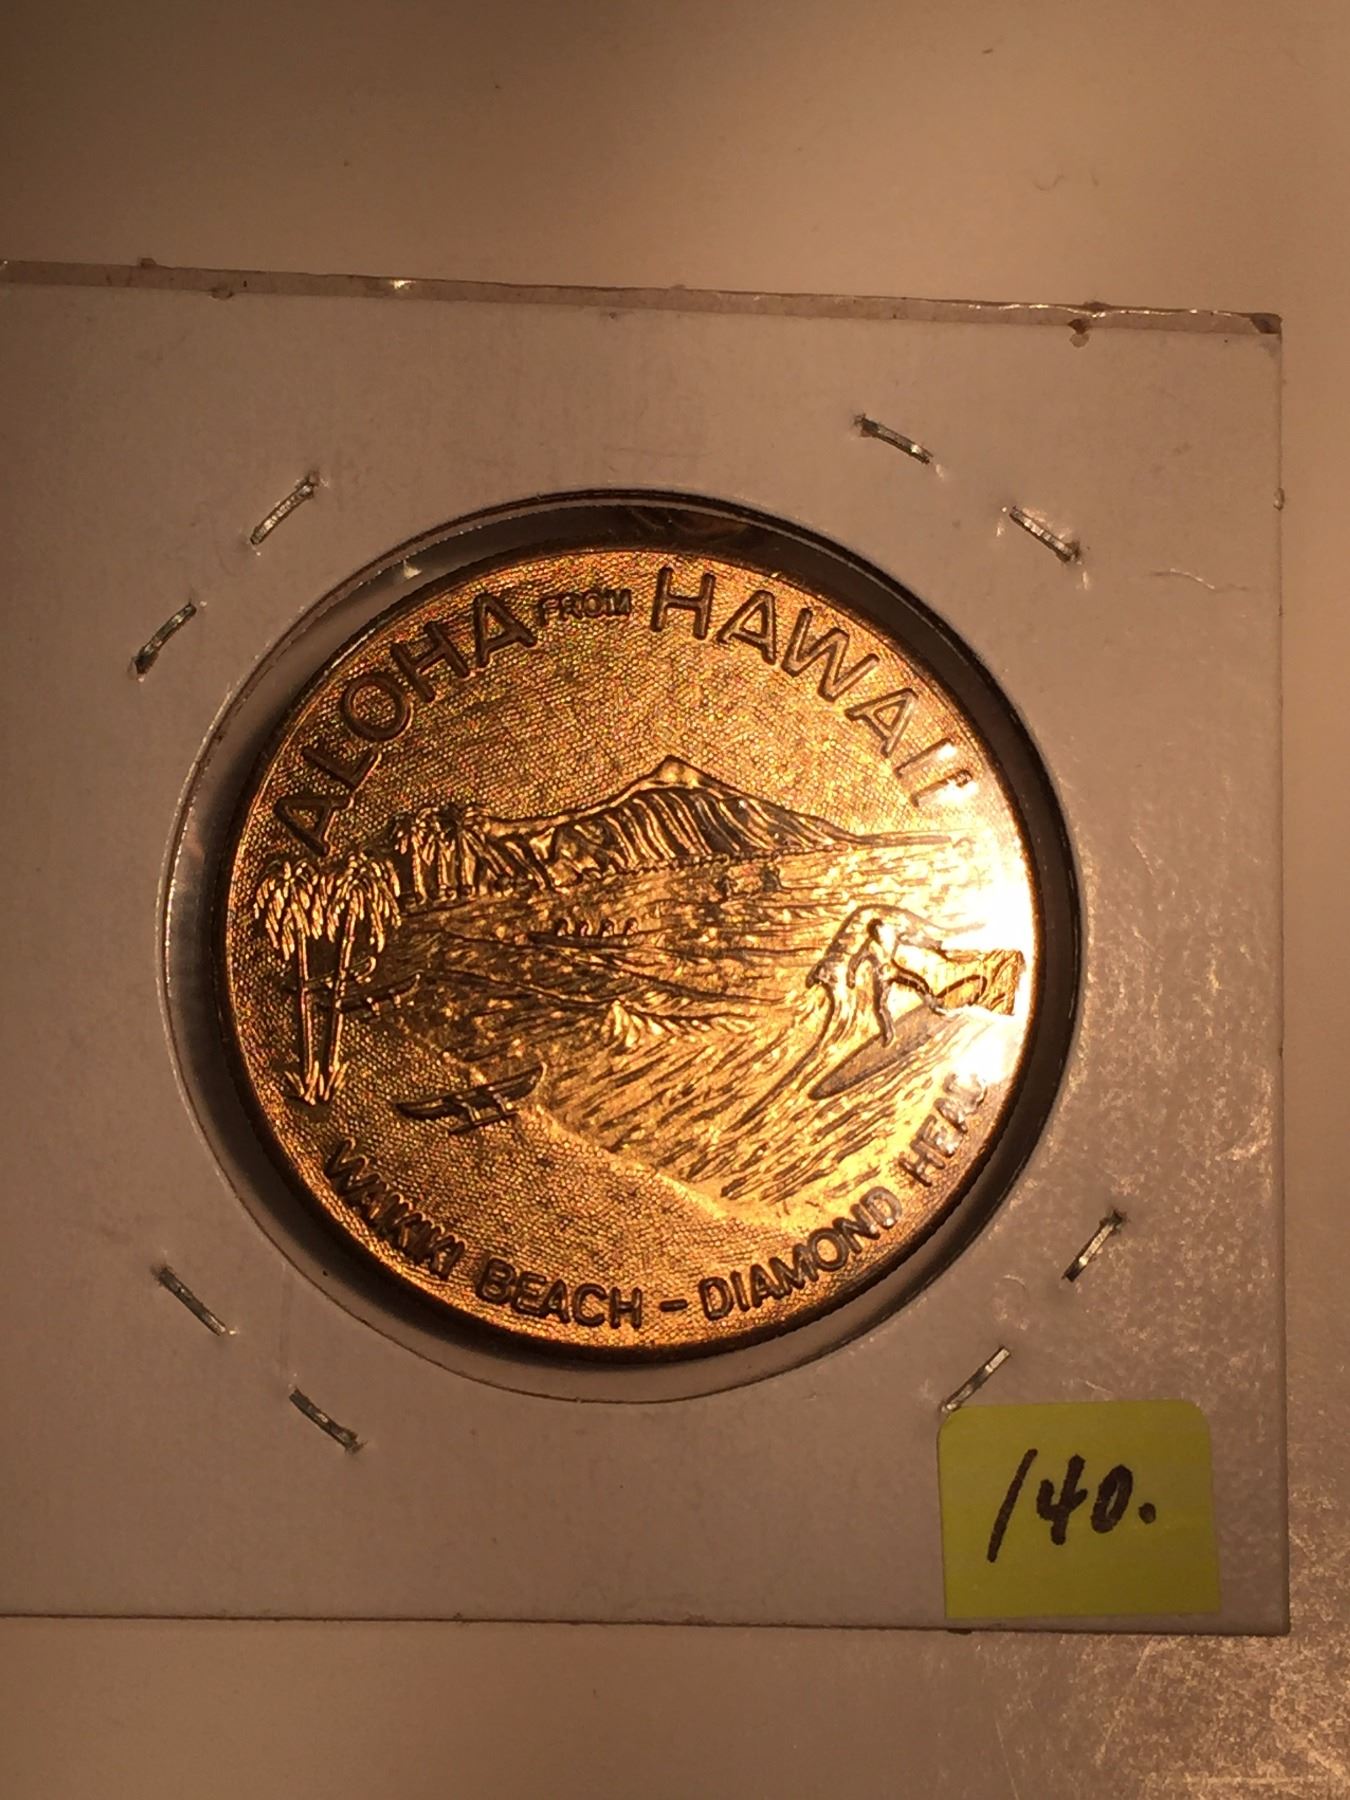 ALOHA FROM HAWAII
WAIKIKI BEACH - DIAMOND HEAD
140.